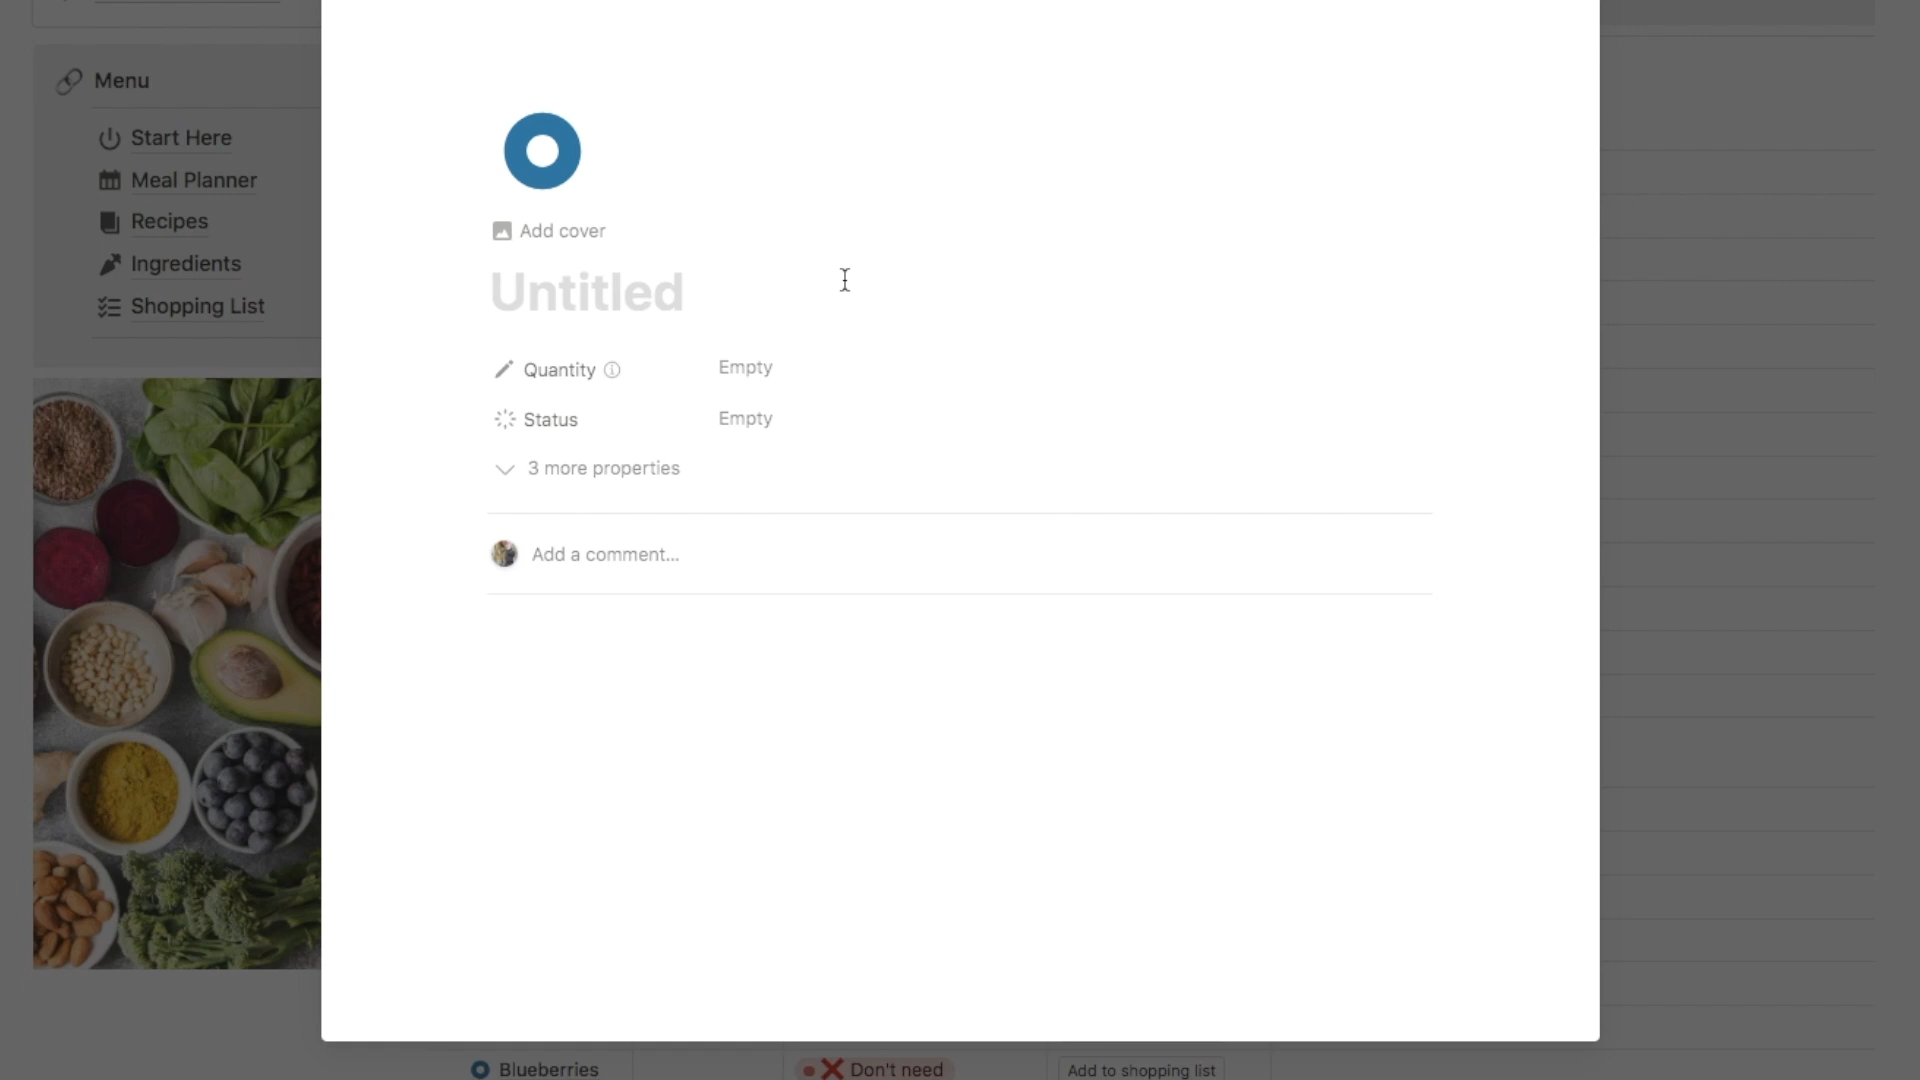 Menu
Start Here
Meal Planner
Recipes
Ingredients
Shopping List
Add cover
Untitled
Quantity Empty
Status Empty
3 more properties
Add a comment...
Blueberries Don't need Add to shopping list